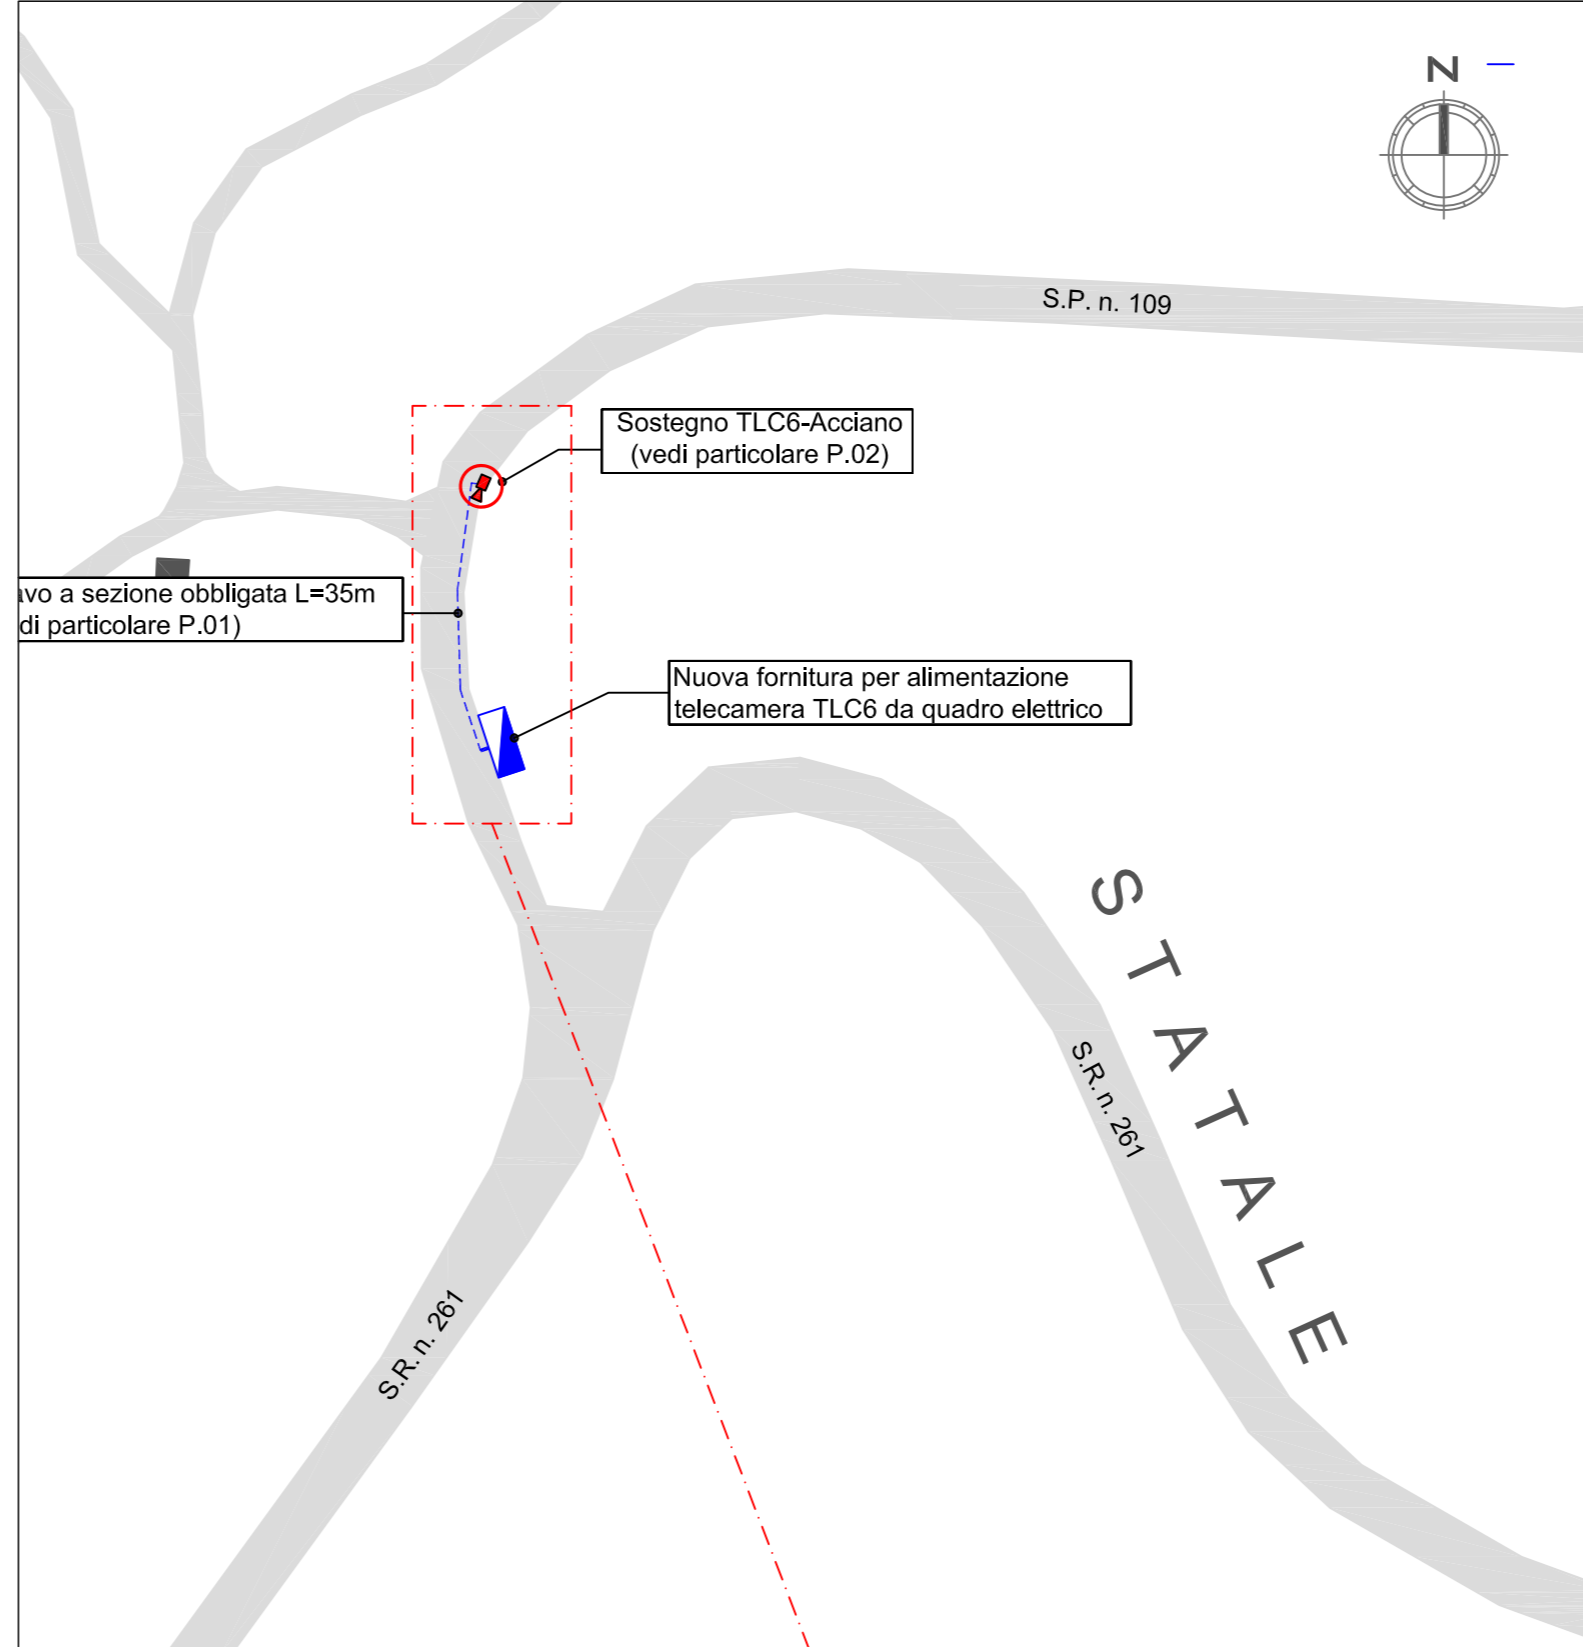 N
S.P. n. 109
Sostegno TLC6-Acciano
(vedi particolare P.02)
avo a sezione obbligata L=35m
di particolare P.01)
Nuova fornitura per alimentazione
telecamera TLC6 da quadro elettrico
STATALE
S.R. n. 261
S.R. n. 261